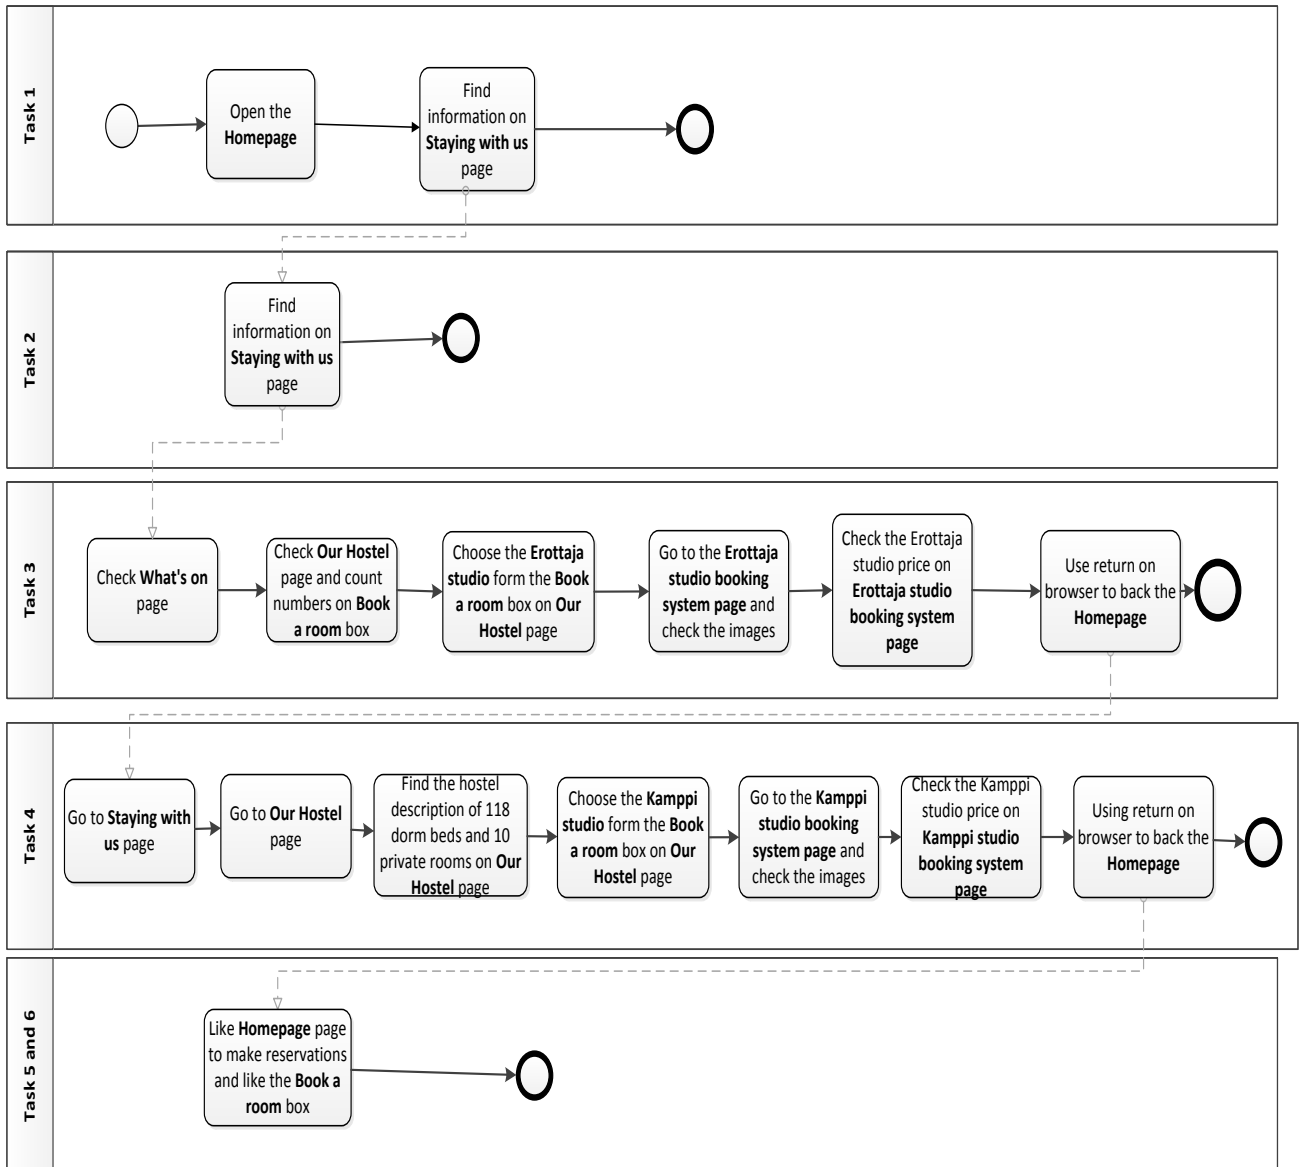 Task 1
Open the
Homepage
Find
information on
Staying with us
page
Task 2
Find
information on
Staying with us
page
Task 3
Check What's on
page
Check Our Hostel
page and count
numbers on Book
a room box
Choose the Erottaja
studio form the Book
a room box on Our
Hostel page
Go to the Erottaja
studio booking
system page and
check the images
Check the Erottaja
studio price on
Erottaja studio
booking system
page
Use return on
browser to back the
Homepage
Task 4
Go to Staying with
us page
Go to Our Hostel
page
Find the hostel
description of 118
dorm beds and 10
private rooms on Our
Hostel page
Choose the Kamppi
studio form the Book
a room box on Our
Hostel page
Go to the Kamppi
studio booking
system page and
check the images
Check the Kamppi
studio price on
Kamppi studio
booking system
page
Using return on
browser to back the
Homepage
Task 5 and 6
Like Homepage page
to make reservations
and like the Book a
room box